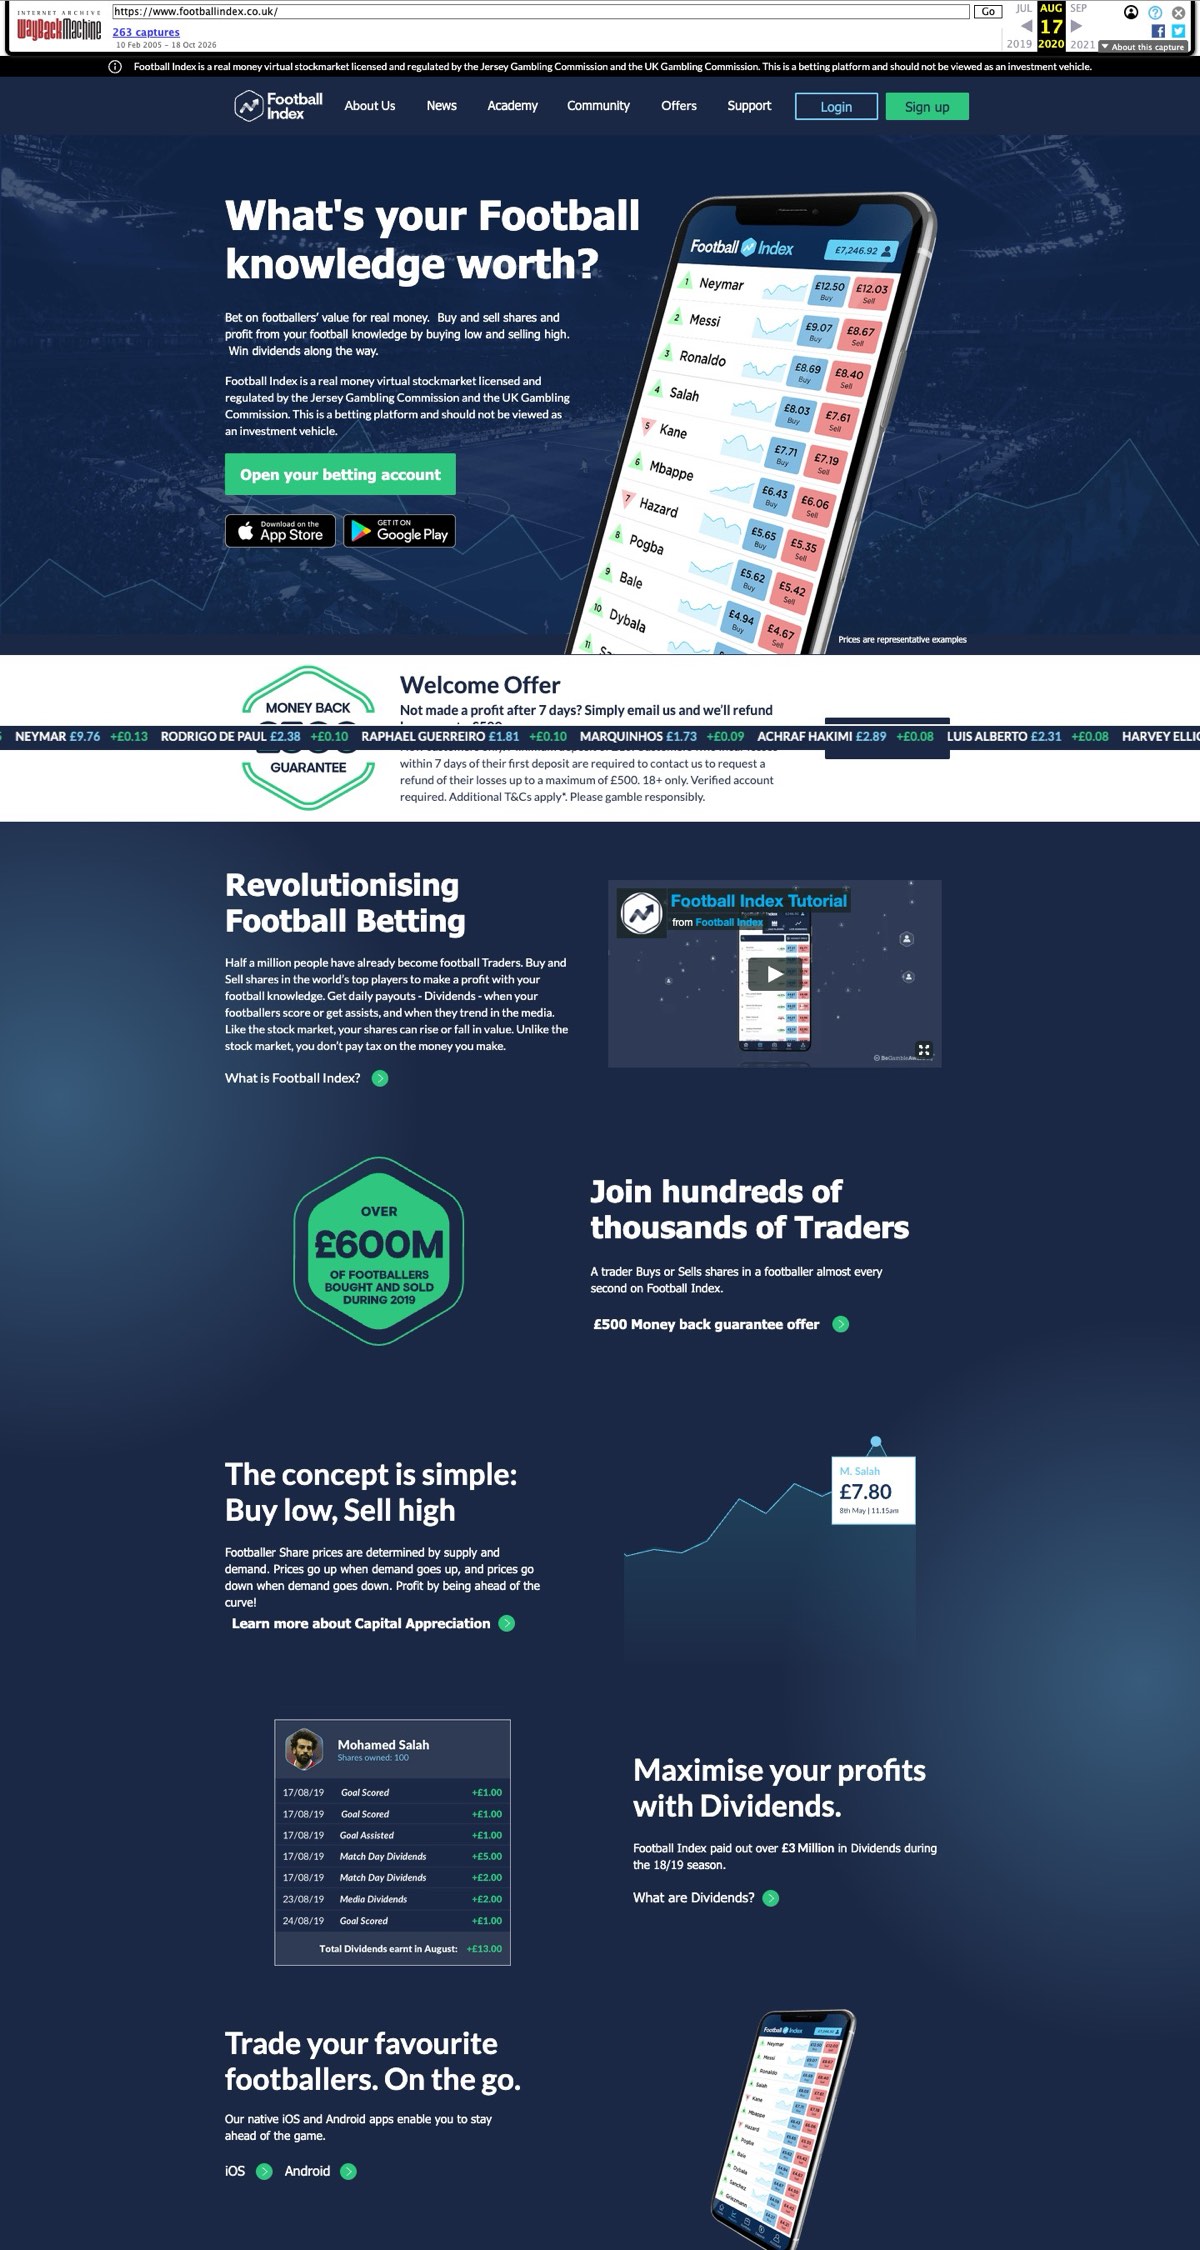 INTERNET ARCHIVE
WayBackMachine
https://www.footballindex.co.uk/
Go
263 captures
10 Feb 2005 – 18 Oct 2026
JUL AUG SEP
17
2019 2020 2021
About this capture
Football Index is a real money virtual stockmarket licensed and regulated by the Jersey Gambling Commission and the UK Gambling Commission. This is a betting platform and should not be viewed as an investment vehicle.
Football Index
About Us News Academy Community Offers Support Login Sign up
What's your Football
knowledge worth?
Bet on footballers' value for real money. Buy and sell shares and
profit from your football knowledge by buying low and selling high.
Win dividends along the way.
Football Index is a real money virtual stockmarket licensed and
regulated by the Jersey Gambling Commission and the UK Gambling
Commission. This is a betting platform and should not be viewed as
an investment vehicle.
Open your betting account
Download on the App Store
GET IT ON Google Play
Football Index £7,246.92
1 Neymar £12.50 Buy £12.03 Sell
2 Messi £9.07 Buy £8.67 Sell
3 Ronaldo £8.69 Buy £8.40 Sell
4 Salah £8.03 Buy £7.61 Sell
5 Kane £7.71 Buy £7.19 Sell
6 Mbappe £6.43 Buy £6.06 Sell
7 Hazard £5.65 Buy £5.35 Sell
8 Pogba £5.62 Buy £5.42 Sell
9 Bale £4.94 Buy £4.67 Sell
10 Dybala
11
Prices are representative examples
MONEY BACK
GUARANTEE
Welcome Offer
Not made a profit after 7 days? Simply email us and we'll refund
NEYMAR £9.76 +£0.13 RODRIGO DE PAUL £2.38 +£0.10 RAPHAEL GUERREIRO £1.81 +£0.10 MARQUINHOS £1.73 +£0.09 ACHRAF HAKIMI £2.89 +£0.08 LUIS ALBERTO £2.31 +£0.08 HARVEY
within 7 days of their first deposit are required to contact us to request a
refund of their losses up to a maximum of £500. 18+ only. Verified account
required. Additional T&Cs apply*. Please gamble responsibly.
Revolutionising
Football Betting
Half a million people have already become football Traders. Buy and
Sell shares in the world's top players to make a profit with your
football knowledge. Get daily payouts - Dividends - when your
footballers score or get assists, and when they trend in the media.
Like the stock market, your shares can rise or fall in value. Unlike the
stock market, you don't pay tax on the money you make.
What is Football Index?
Football Index Tutorial
from Football Index
OVER
£600M
OF FOOTBALLERS
BOUGHT AND SOLD
DURING 2019
Join hundreds of
thousands of Traders
A trader Buys or Sells shares in a footballer almost every
second on Football Index.
£500 Money back guarantee offer
The concept is simple:
Buy low, Sell high
Footballer Share prices are determined by supply and
demand. Prices go up when demand goes up, and prices go
down when demand goes down. Profit by being ahead of the
curve!
Learn more about Capital Appreciation
M. Salah
£7.80
8th May | 11.15am
Mohamed Salah
Shares owned: 100
17/08/19 Goal Scored +£1.00
17/08/19 Goal Scored +£1.00
17/08/19 Goal Assisted +£1.00
17/08/19 Match Day Dividends +£5.00
17/08/19 Match Day Dividends +£2.00
23/08/19 Media Dividends +£2.00
24/08/19 Goal Scored +£1.00
Total Dividends earnt in August: +£13.00
Maximise your profits
with Dividends.
Football Index paid out over £3 Million in Dividends during
the 18/19 season.
What are Dividends?
Trade your favourite
footballers. On the go.
Our native iOS and Android apps enable you to stay
ahead of the game.
iOS Android
Football Index
Neymar
Messi
Ronaldo
Salah
Kane
Mbappe
Hazard
Pogba
Bale
Dybala
Sanchez
Griezmann